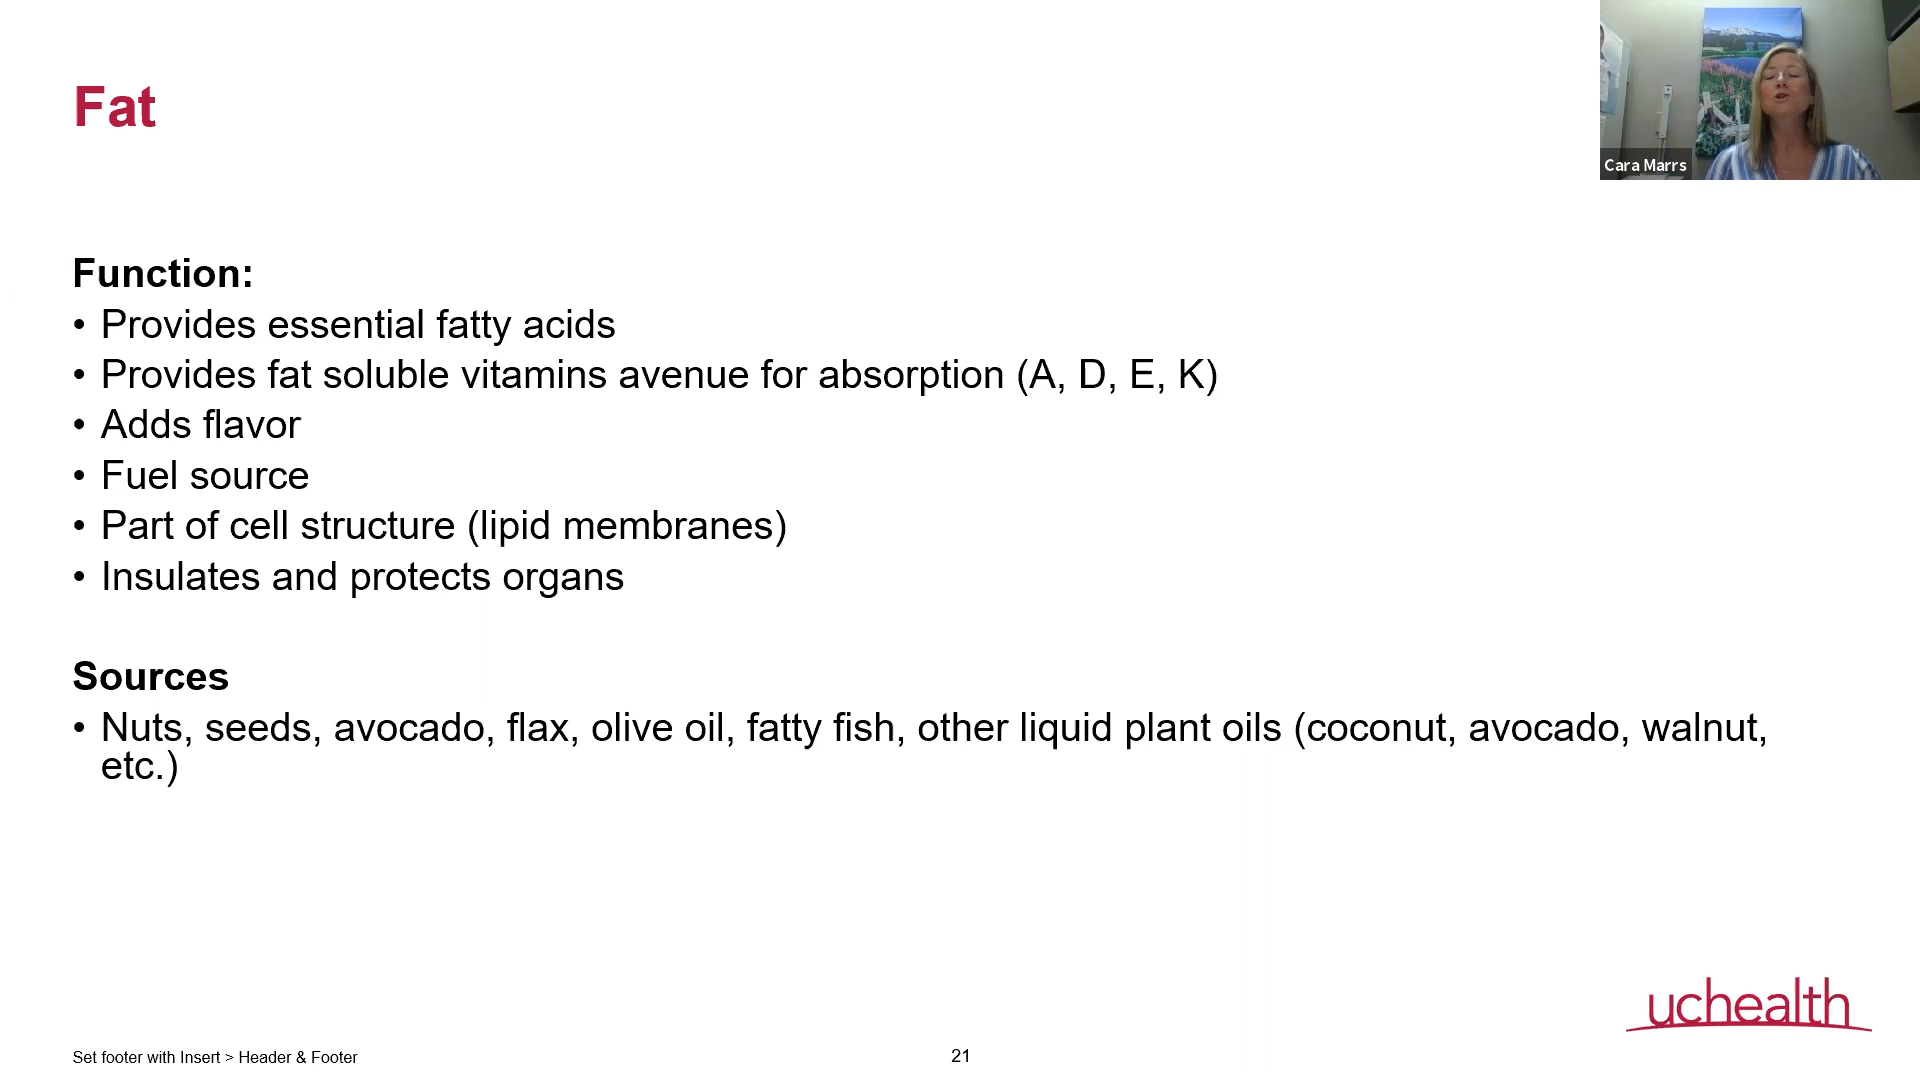 Fat
Cara Marrs
Function:
• Provides essential fatty acids
• Provides fat soluble vitamins avenue for absorption (A, D, E, K)
• Adds flavor
• Fuel source
• Part of cell structure (lipid membranes)
• Insulates and protects organs
Sources
• Nuts, seeds, avocado, flax, olive oil, fatty fish, other liquid plant oils (coconut, avocado, walnut,
etc.)
uchealth
Set footer with Insert > Header & Footer
21